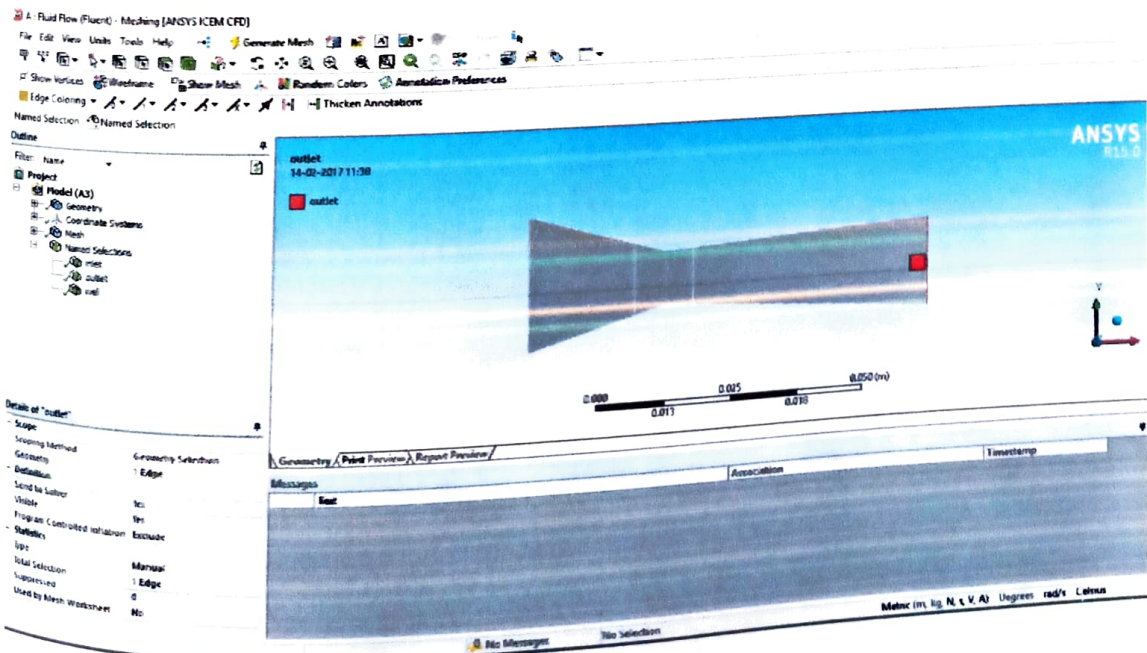 A : Fluid Flow (Fluent) - Meshing [ANSYS ICEM CFD]
File Edit View Units Tools Help Generate Mesh
Show Vertices Wireframe Show Mesh Random Colors Annotation Preferences
Edge Coloring Thicken Annotations
Named Selection Named Selection
Outline
Filter: Name
Project
Model (A3)
Geometry
Coordinate Systems
Mesh
Named Selections
inlet
outlet
wall
outlet
14-02-2017 11:38
outlet
ANSYS
R15.0
Y
0.000 0.025 0.050 (m)
0.013 0.038
Geometry Print Preview Report Preview
Details of "outlet"
Scope
Scoping Method Geometry Selection
Geometry 1 Edge
Definition
Send to Solver Yes
Visible Yes
Program Controlled Inflation Exclude
Statistics
Type Manual
Total Selection 1 Edge
Suppressed 0
Used by Mesh Worksheet No
Messages
Text Association Timestamp
No Messages No Selection Metric (m, kg, N, s, V, A) Degrees rad/s Celsius